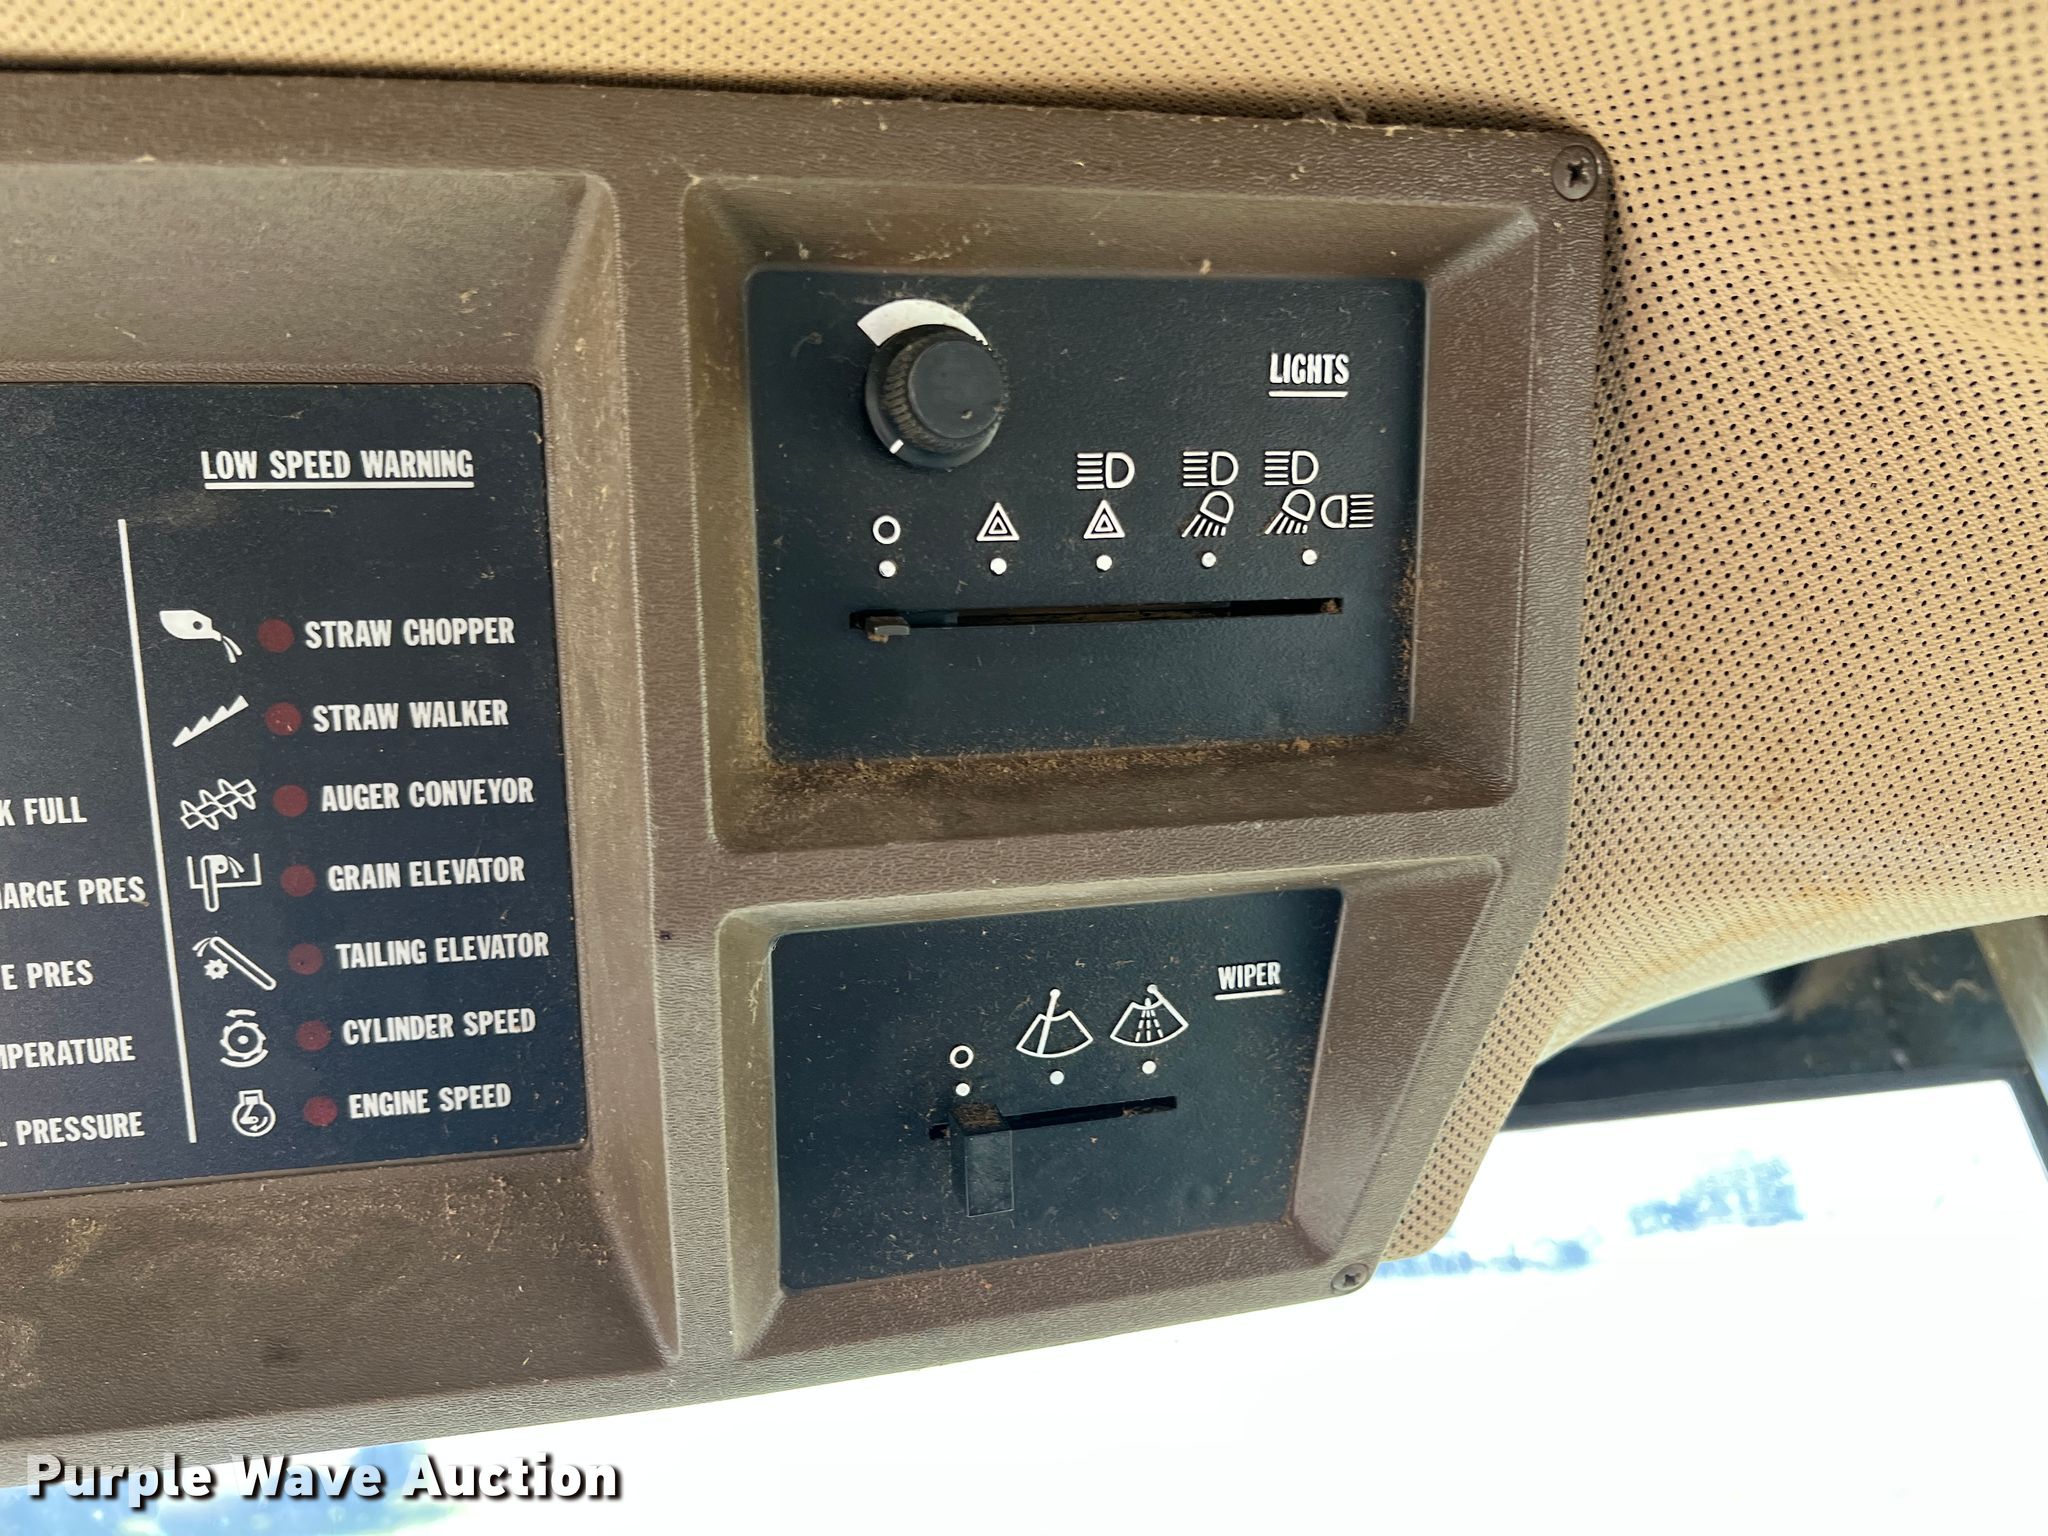 LOW SPEED WARNING
STRAW CHOPPER
STRAW WALKER
AUGER CONVEYOR
GRAIN ELEVATOR
TAILING ELEVATOR
CYLINDER SPEED
ENGINE SPEED
K FULL
ARGE PRES
E PRES
MPERATURE
L PRESSURE
LIGHTS
WIPER
Purple Wave Auction